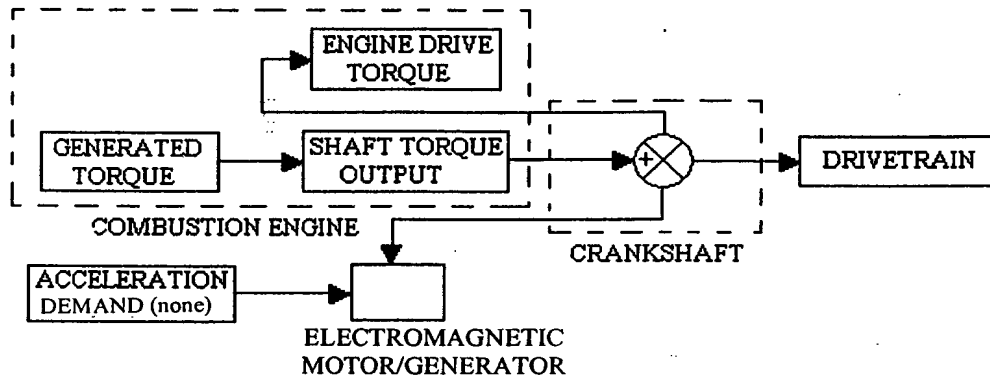 ENGINE DRIVE
TORQUE
GENERATED
TORQUE
SHAFT TORQUE
OUTPUT
+
DRIVETRAIN
COMBUSTION ENGINE
CRANKSHAFT
ACCELERATION
DEMAND (none)
ELECTROMAGNETIC
MOTOR/GENERATOR